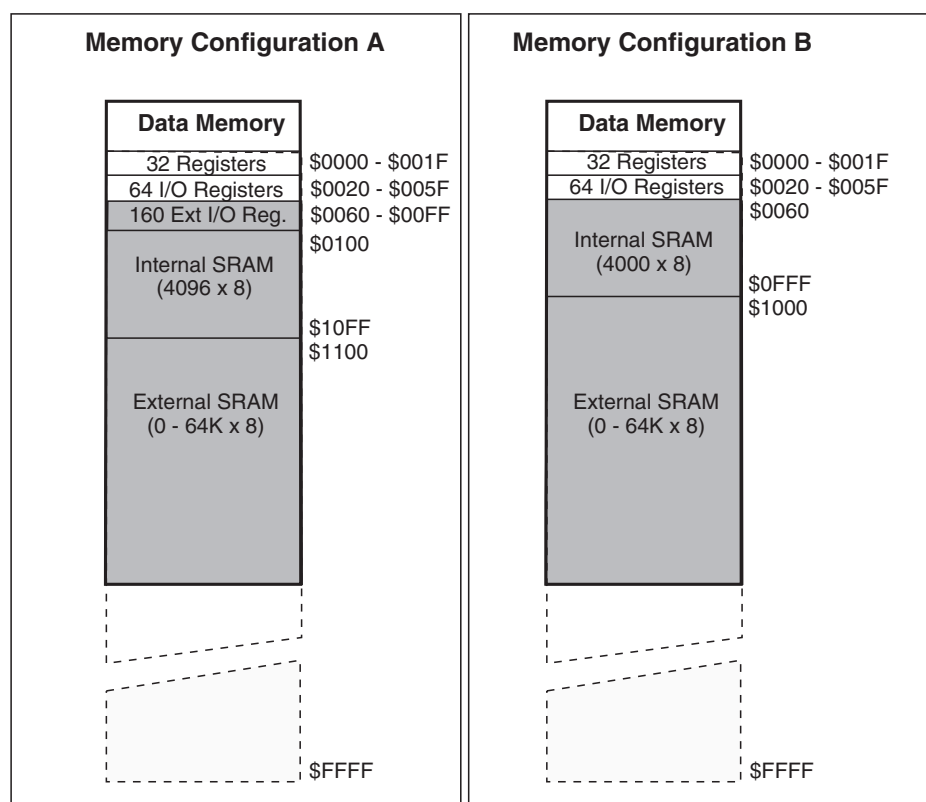 Memory Configuration A
Data Memory
32 Registers
$0000 - $001F
64 I/O Registers
$0020 - $005F
160 Ext I/O Reg.
$0060 - $00FF
$0100
Internal SRAM
(4096 x 8)
$10FF
$1100
External SRAM
(0 - 64K x 8)
$FFFF
Memory Configuration B
Data Memory
32 Registers
$0000 - $001F
64 I/O Registers
$0020 - $005F
$0060
Internal SRAM
(4000 x 8)
$0FFF
$1000
External SRAM
(0 - 64K x 8)
$FFFF